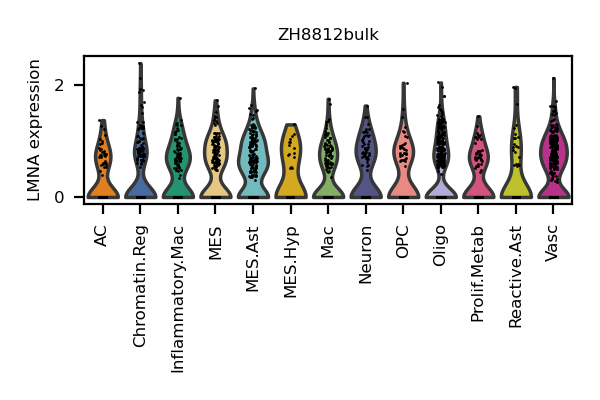 ZH8812bulk
LMNA expression
2
0
AC
Chromatin.Reg
Inflammatory.Mac
MES
MES.Ast
MES.Hyp
Mac
Neuron
OPC
Oligo
Prolif.Metab
Reactive.Ast
Vasc